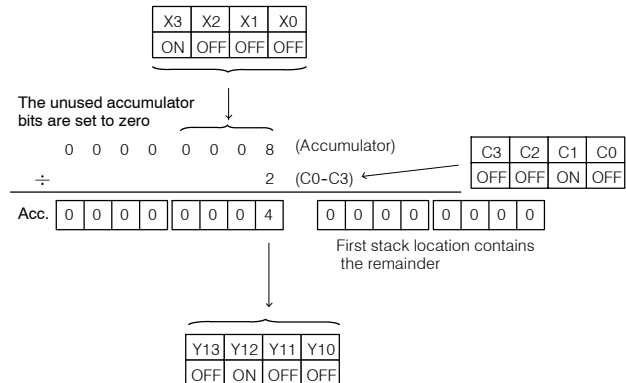 X3 X2 X1 X0
ON OFF OFF OFF
The unused accumulator
bits are set to zero
0 0 0 0 0 0 0 8 (Accumulator)
÷ 2 (C0-C3)
C3 C2 C1 C0
OFF OFF ON OFF
Acc. 0 0 0 0 0 0 0 4 0 0 0 0 0 0 0 0
First stack location contains
the remainder
Y13 Y12 Y11 Y10
OFF ON OFF OFF